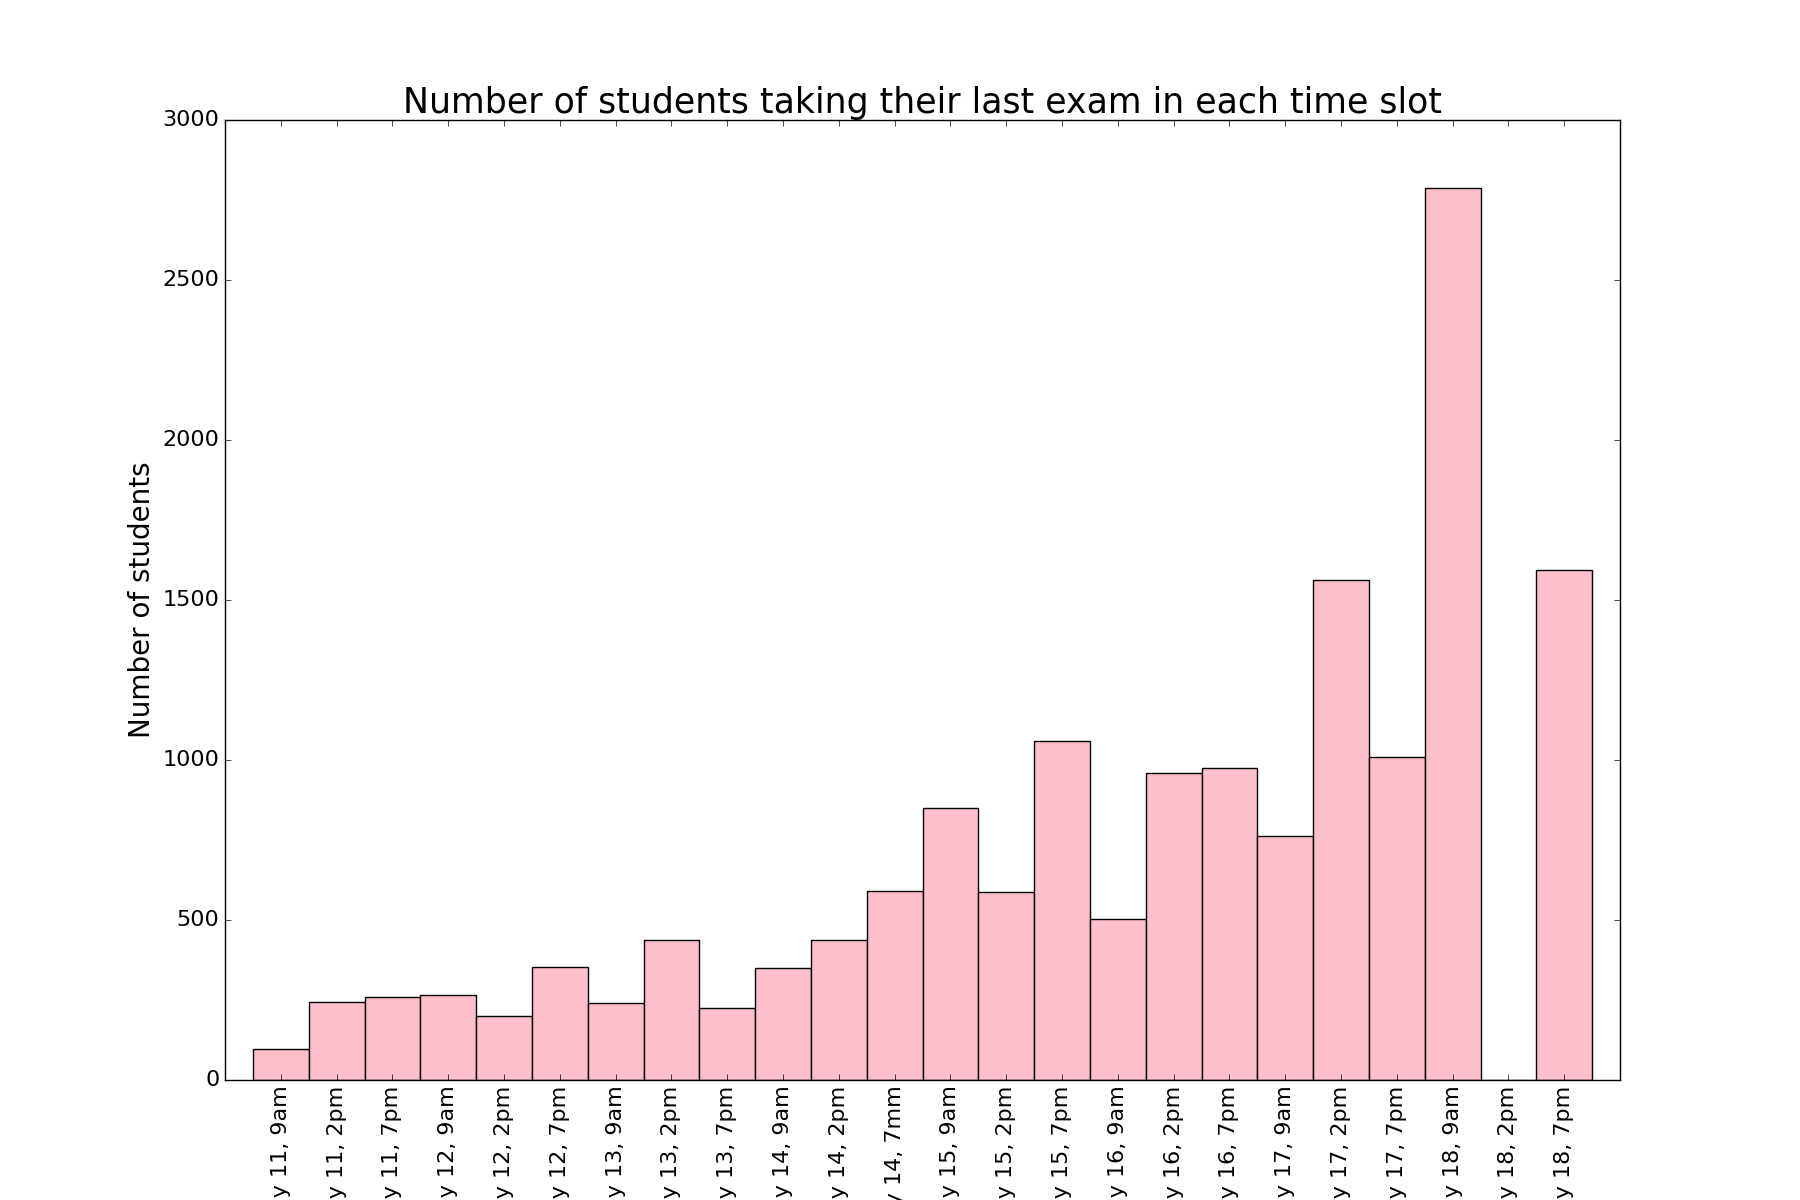 Number of students taking their last exam in each time slot
3000
2500
2000
1500
1000
500
0
Number of students
y 11, 9am
y 11, 2pm
y 11, 7pm
y 12, 9am
y 12, 2pm
y 12, 7pm
y 13, 9am
y 13, 2pm
y 13, 7pm
y 14, 9am
y 14, 2pm
y 14, 7mm
y 15, 9am
y 15, 2pm
y 15, 7pm
y 16, 9am
y 16, 2pm
y 16, 7pm
y 17, 9am
y 17, 2pm
y 17, 7pm
y 18, 9am
y 18, 2pm
y 18, 7pm